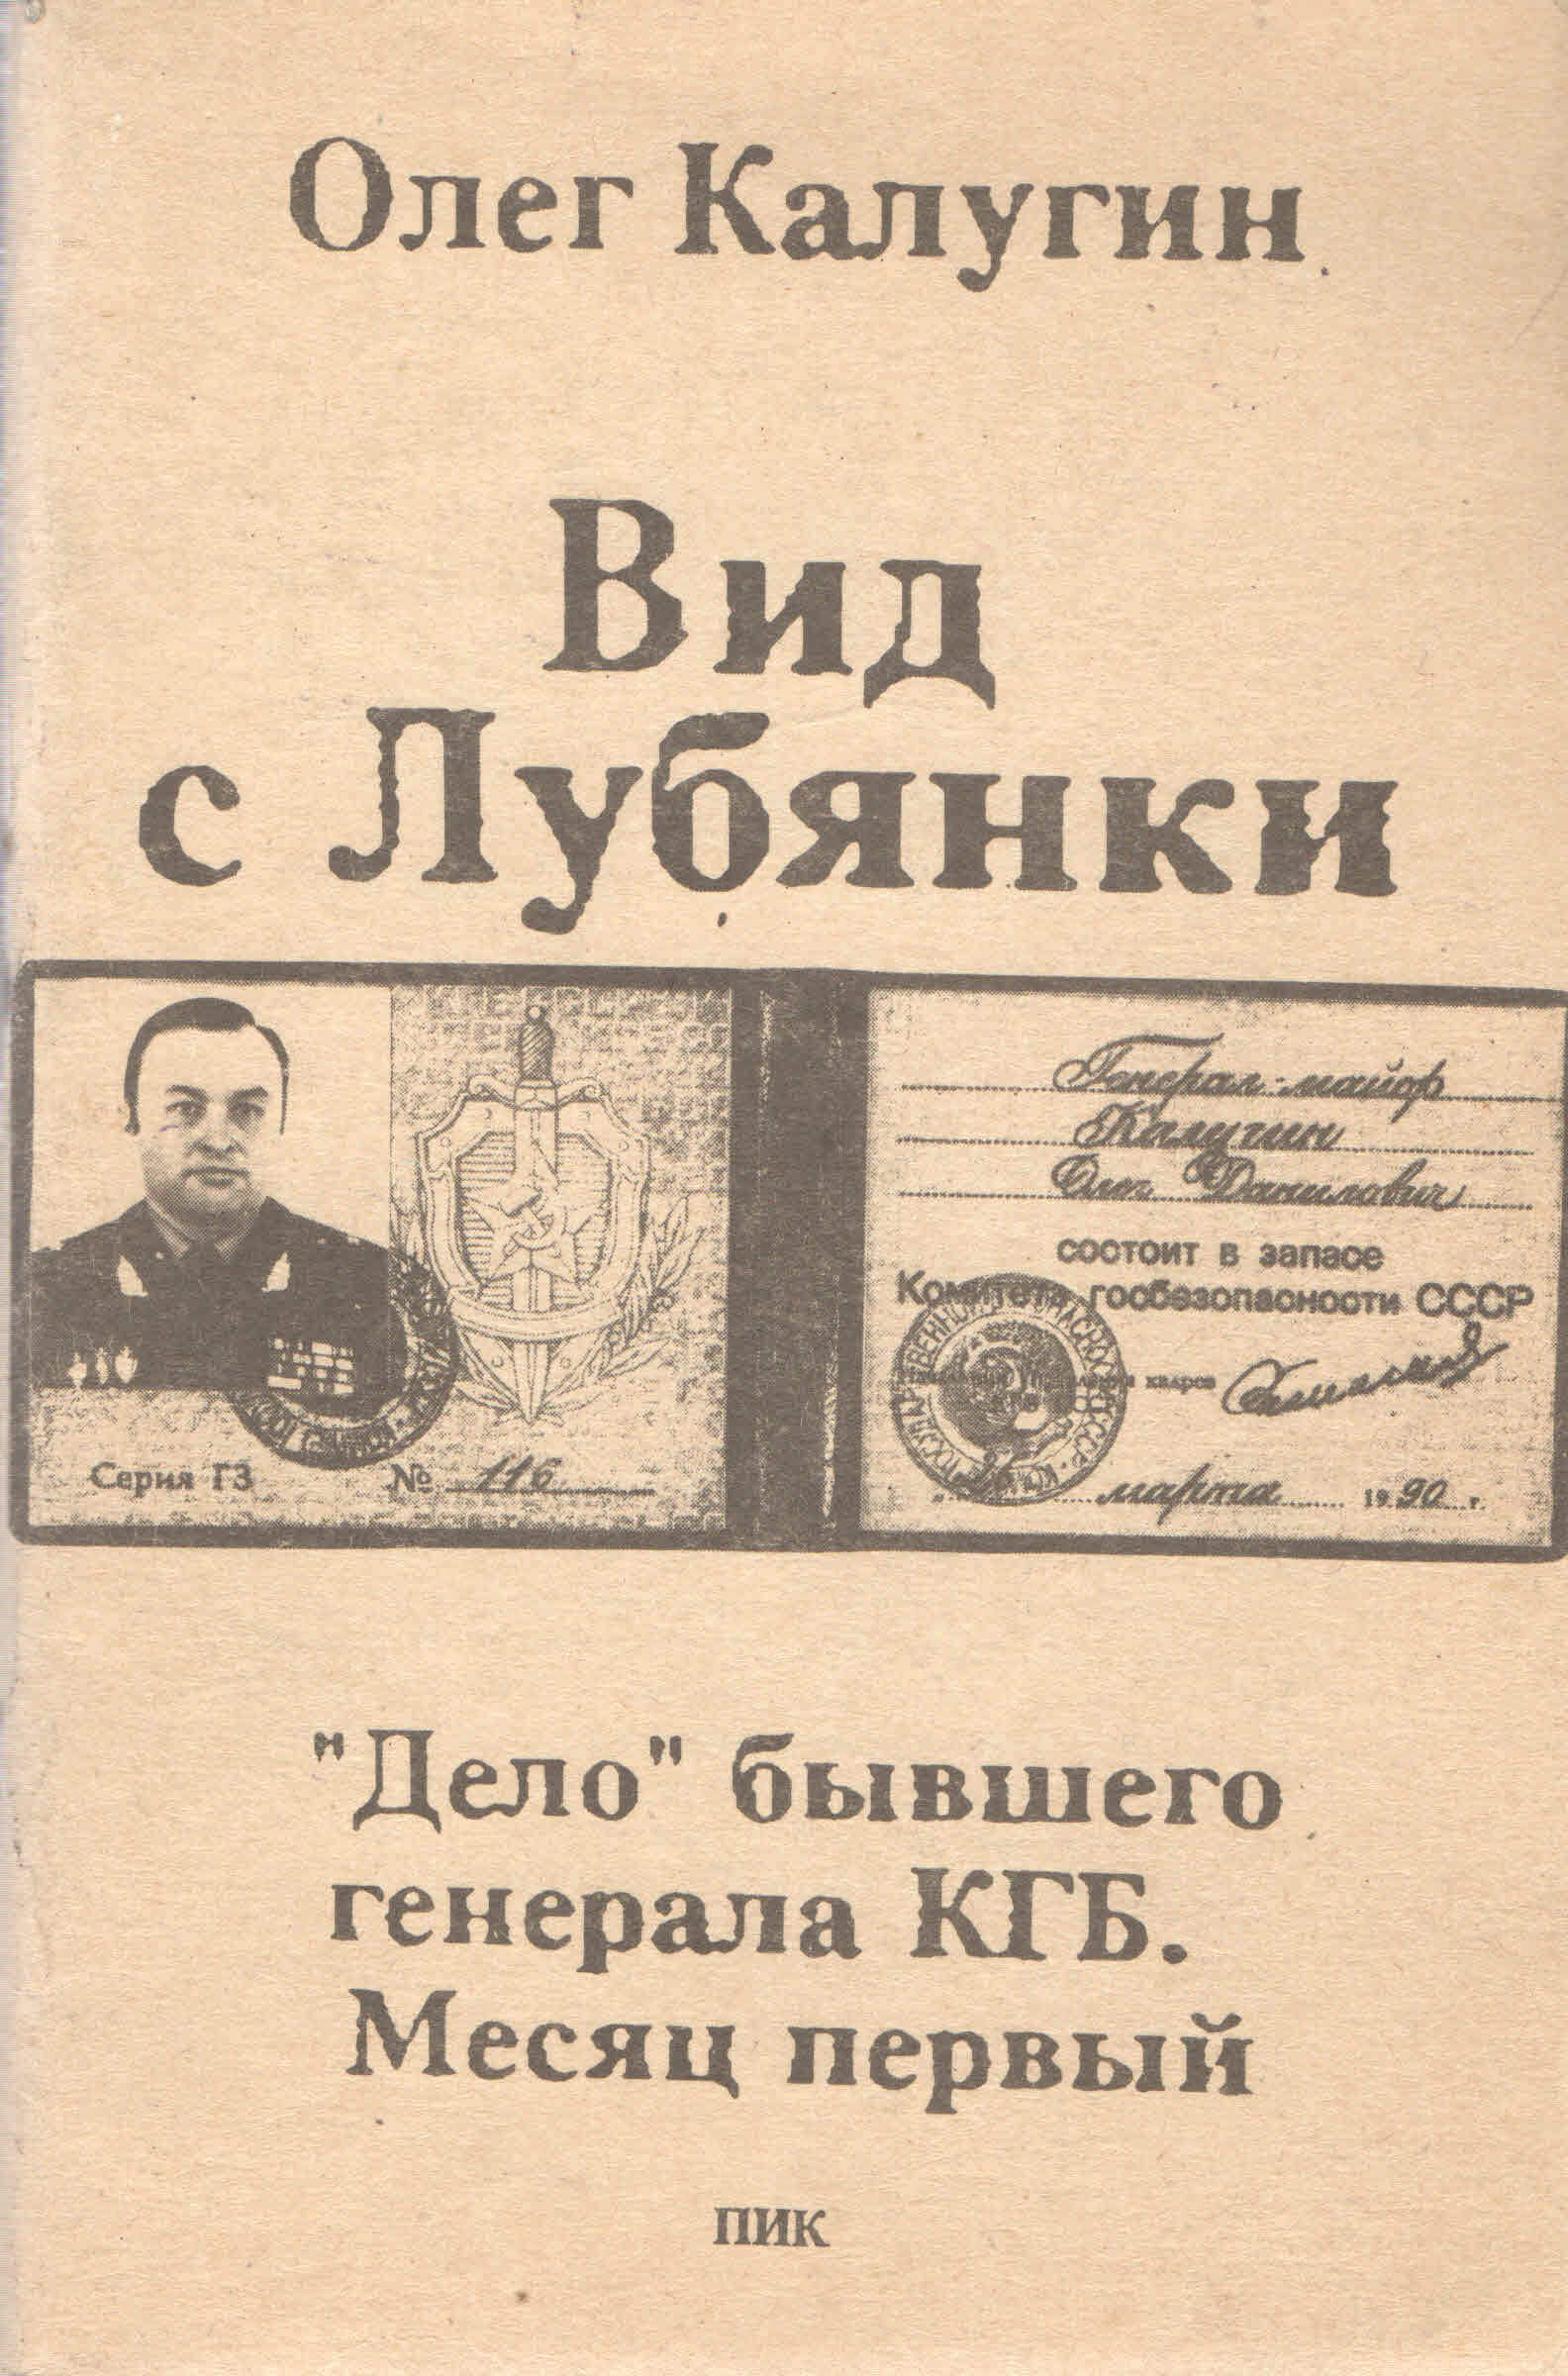 Олег Калугин
Вид
с Лубянки
Генерал-майор
Калугин
Олег Данилович
состоит в запасе
Комитета госбезопасности СССР
кадров
Серия ГЗ № 116
марта 1990 г.
"Дело" бывшего
генерала КГБ.
Месяц первый
ПИК